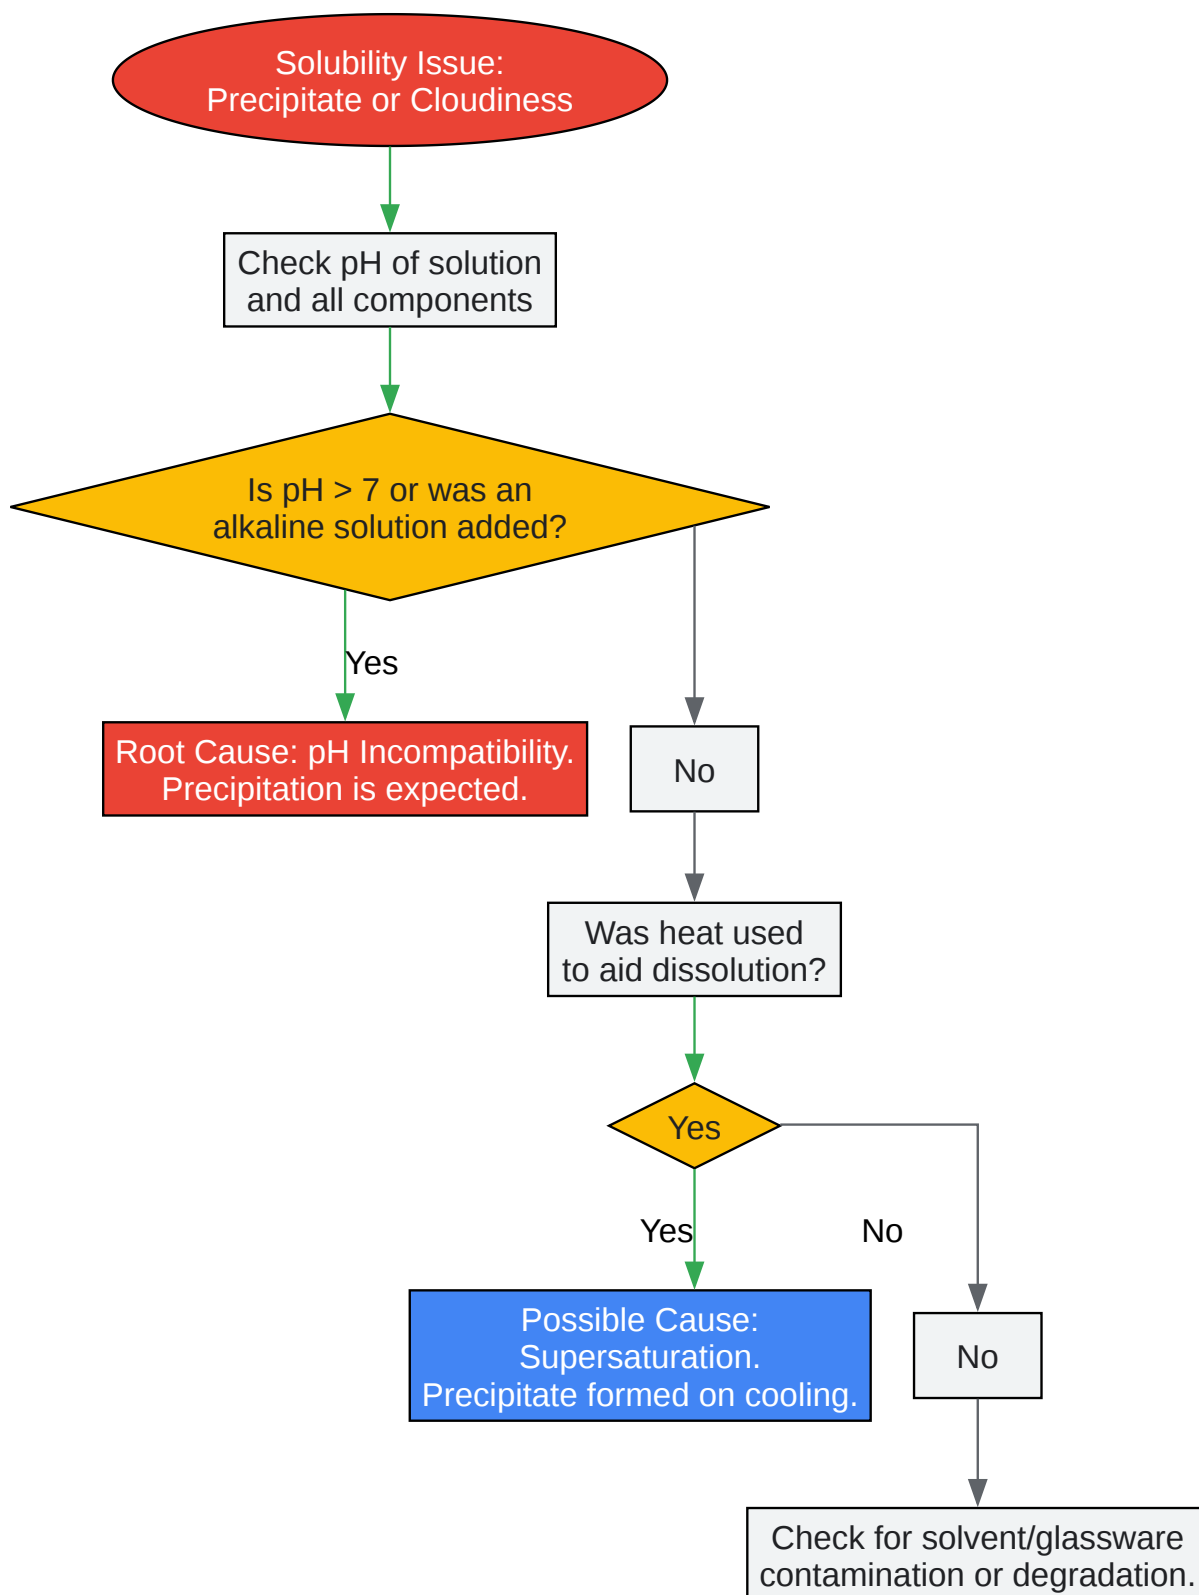 Solubility Issue:
Precipitate or Cloudiness
Check pH of solution
and all components
Is pH > 7 or was an
alkaline solution added?
Yes
Root Cause: pH Incompatibility.
Precipitation is expected.
No
Was heat used
to aid dissolution?
Yes
Yes
No
Possible Cause:
Supersaturation.
Precipitate formed on cooling.
No
Check for solvent/glassware
contamination or degradation.